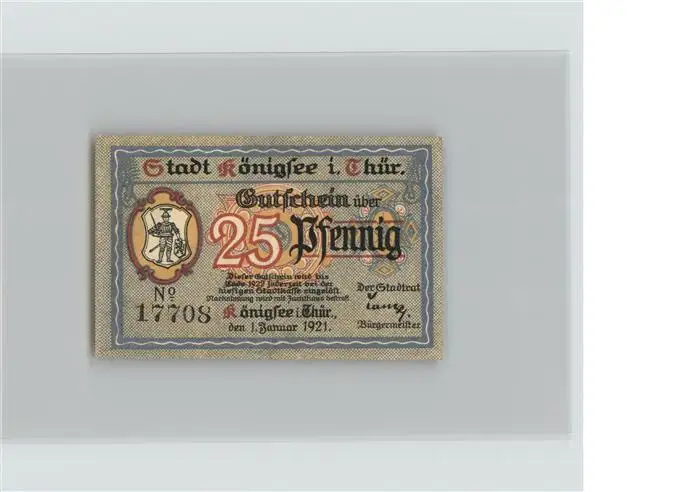 Stadt Königsee i. Thür.
Gutschein über
25 Pfennig
Dieser Gutschein wird bis
Ende 1922 jederzeit bei der
hiesigen Stadtkasse eingelöst.
Nachahmung wird mit Zuchthaus bestraft
Königsee i. Thür.,
den 1. Januar 1921.
No
17708
Der Stadtrat
Bürgermeister